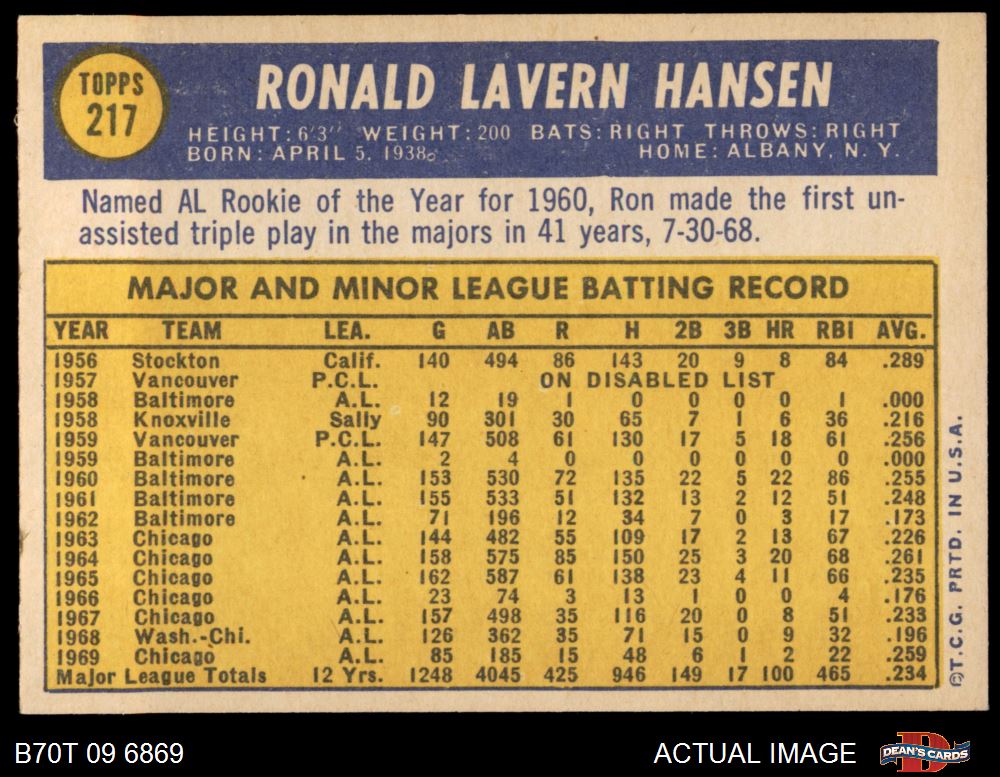 TOPPS
217
RONALD LAVERN HANSEN
HEIGHT: 6'3" WEIGHT: 200 BATS: RIGHT THROWS: RIGHT
BORN: APRIL 5, 1938 HOME: ALBANY, N. Y.
Named AL Rookie of the Year for 1960, Ron made the first un-
assisted triple play in the majors in 41 years, 7-30-68.
MAJOR AND MINOR LEAGUE BATTING RECORD
YEAR TEAM LEA. G AB R H 2B 3B HR RBI AVG.
1956 Stockton Calif. 140 494 86 143 20 9 8 84 .289
1957 Vancouver P.C.L. ON DISABLED LIST
1958 Baltimore A.L. 12 19 1 0 0 0 0 1 .000
1958 Knoxville Sally 90 301 30 65 7 1 6 36 .216
1959 Vancouver P.C.L. 147 508 61 130 17 5 18 61 .256
1959 Baltimore A.L. 2 4 0 0 0 0 0 0 .000
1960 Baltimore A.L. 153 530 72 135 22 5 22 86 .255
1961 Baltimore A.L. 155 533 51 132 13 2 12 51 .248
1962 Baltimore A.L. 71 196 12 34 7 0 3 17 .173
1963 Chicago A.L. 144 482 55 109 17 2 13 67 .226
1964 Chicago A.L. 158 575 85 150 25 3 20 68 .261
1965 Chicago A.L. 162 587 61 138 23 4 11 66 .235
1966 Chicago A.L. 23 74 3 13 1 0 0 4 .176
1967 Chicago A.L. 157 498 35 116 20 0 8 51 .233
1968 Wash.-Chi. A.L. 126 362 35 71 15 0 9 32 .196
1969 Chicago A.L. 85 185 15 48 6 1 2 22 .259
Major League Totals 12 Yrs. 1248 4045 425 946 149 17 100 465 .234
©T.C.G. PRTD. IN U.S.A.
B70T 09 6869
ACTUAL IMAGE
D
DEAN'S CARDS